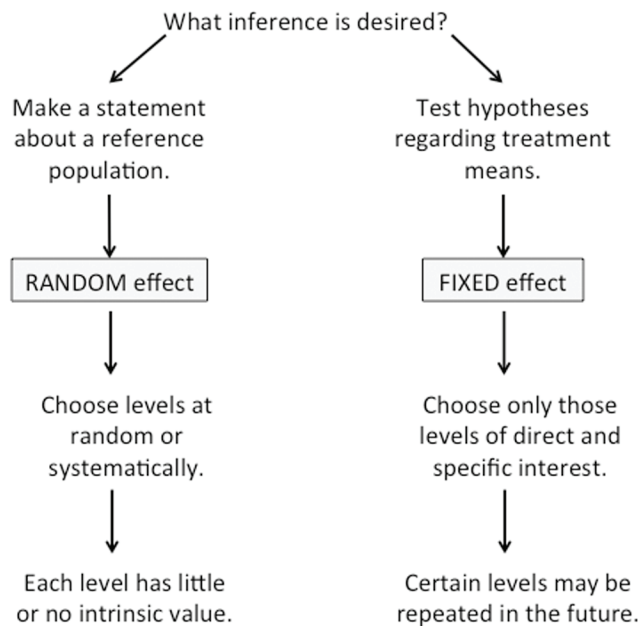 What inference is desired?
Make a statement
about a reference
population.
Test hypotheses
regarding treatment
means.
RANDOM effect
FIXED effect
Choose levels at
random or
systematically.
Choose only those
levels of direct and
specific interest.
Each level has little
or no intrinsic value.
Certain levels may be
repeated in the future.